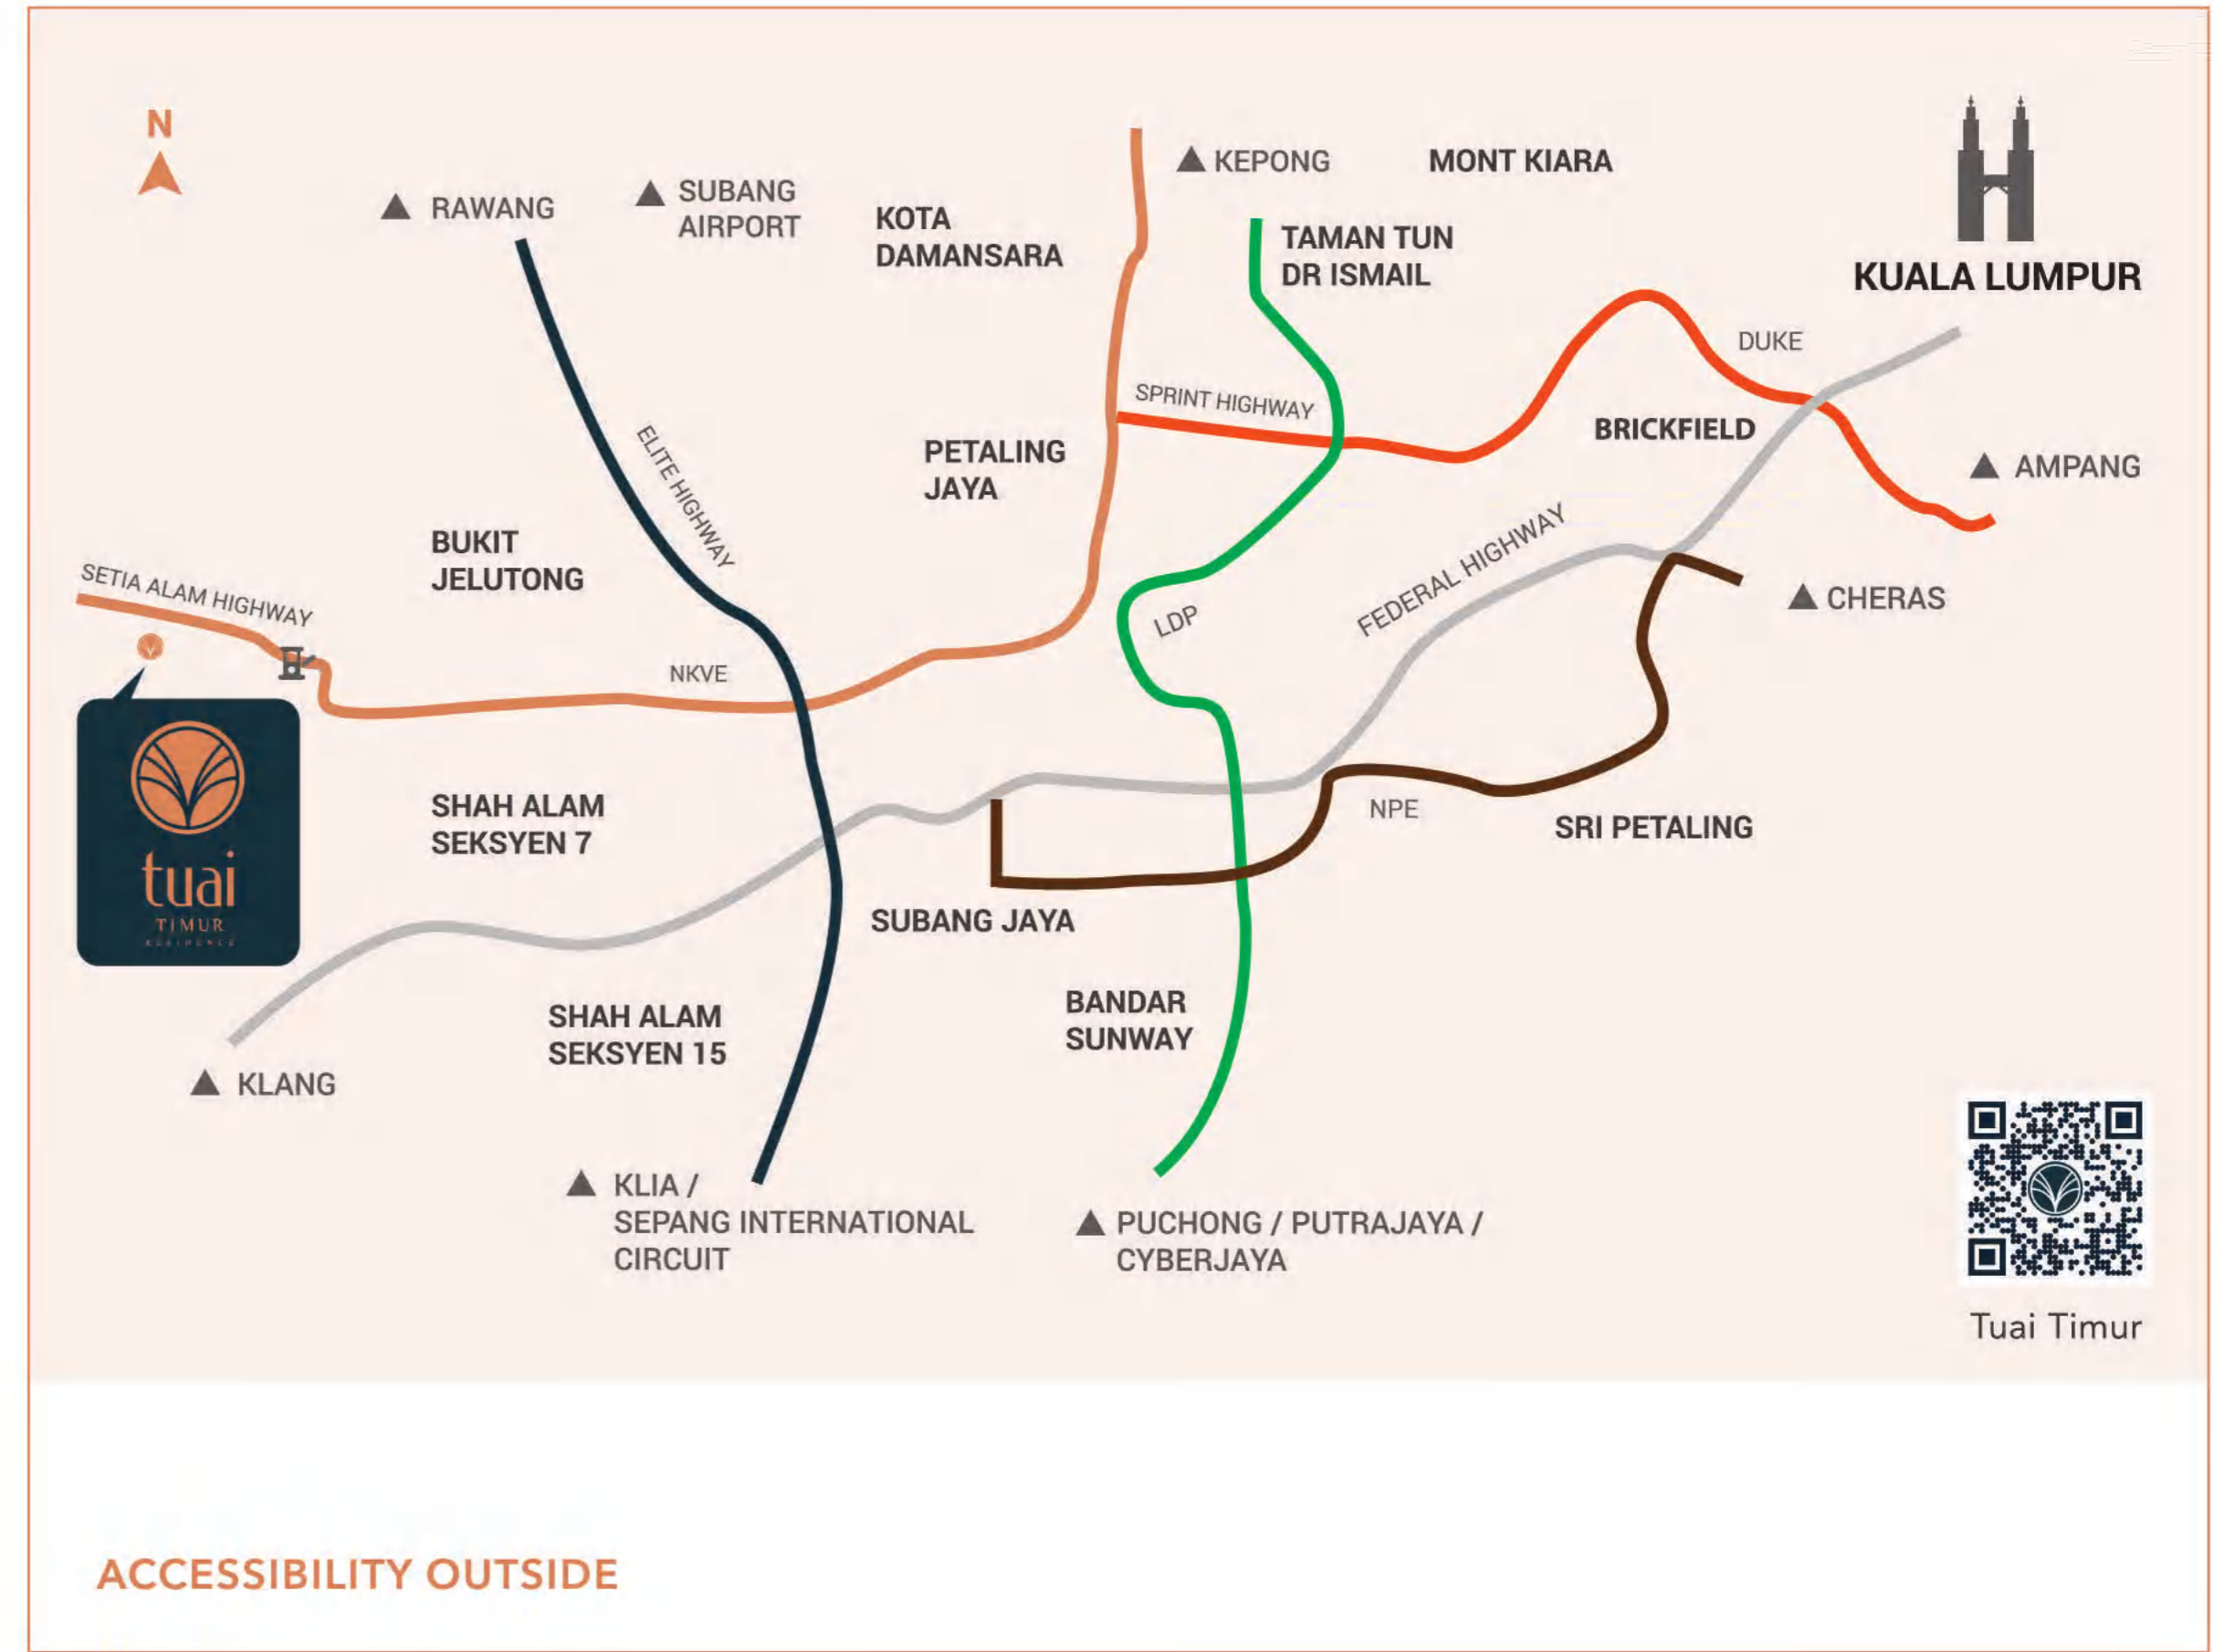 N
KEPONG
MONT KIARA
RAWANG
SUBANG
AIRPORT
KOTA
DAMANSARA
TAMAN TUN
DR ISMAIL
KUALA LUMPUR
DUKE
SPRINT HIGHWAY
BRICKFIELD
PETALING
JAYA
AMPANG
ELITE HIGHWAY
BUKIT
JELUTONG
FEDERAL HIGHWAY
SETIA ALAM HIGHWAY
LDP
CHERAS
NKVE
SHAH ALAM
SEKSYEN 7
NPE
SRI PETALING
tuai
TIMUR
RESIDENCE
SUBANG JAYA
BANDAR
SUNWAY
SHAH ALAM
SEKSYEN 15
KLANG
KLIA /
SEPANG INTERNATIONAL
CIRCUIT
PUCHONG / PUTRAJAYA /
CYBERJAYA
Tuai Timur
ACCESSIBILITY OUTSIDE